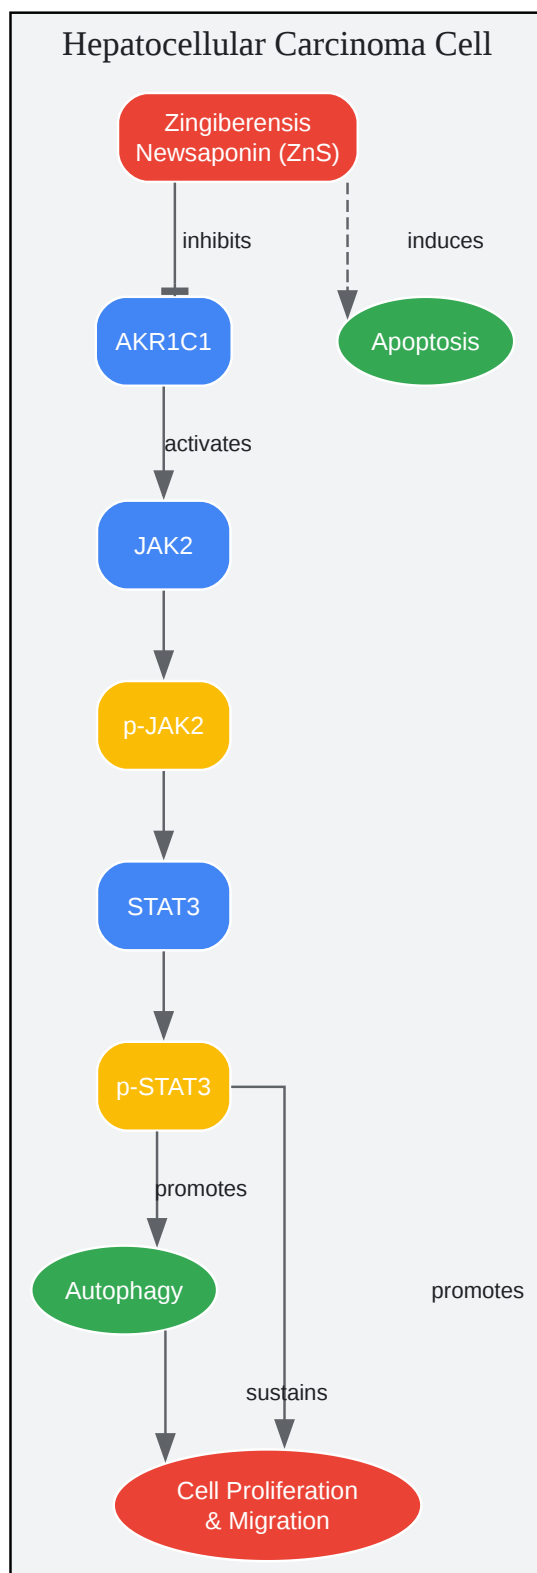 Hepatocellular Carcinoma Cell
Zingiberensis
Newsaponin (ZnS)
inhibits
induces
AKR1C1
Apoptosis
activates
JAK2
p-JAK2
STAT3
p-STAT3
promotes
Autophagy
promotes
sustains
Cell Proliferation
& Migration